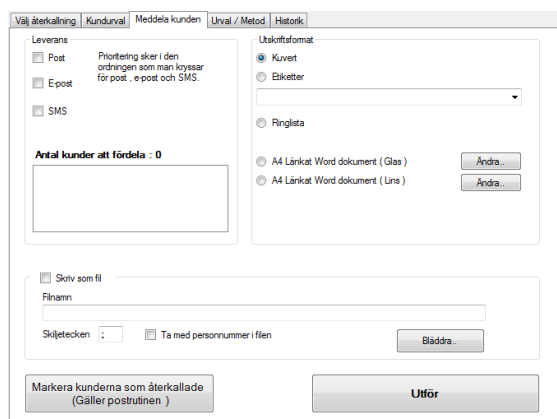 Välj återkallning Kundurval Meddela kunden Urval / Metod Historik
Leverans
Post
E-post
SMS
Prioritering sker i den
ordningen som man kryssar
för post , e-post och SMS.
Antal kunder att fördela : 0
Utskriftsformat
Kuvert
Etiketter
Ringlista
A4 Länkat Word dokument ( Glas ) Ändra..
A4 Länkat Word dokument ( Lins ) Ändra..
Skriv som fil
Filnamn
Skiljetecken ; Ta med personnummer i filen Bläddra..
Markera kunderna som återkallade
(Gäller postrutinen )
Utför